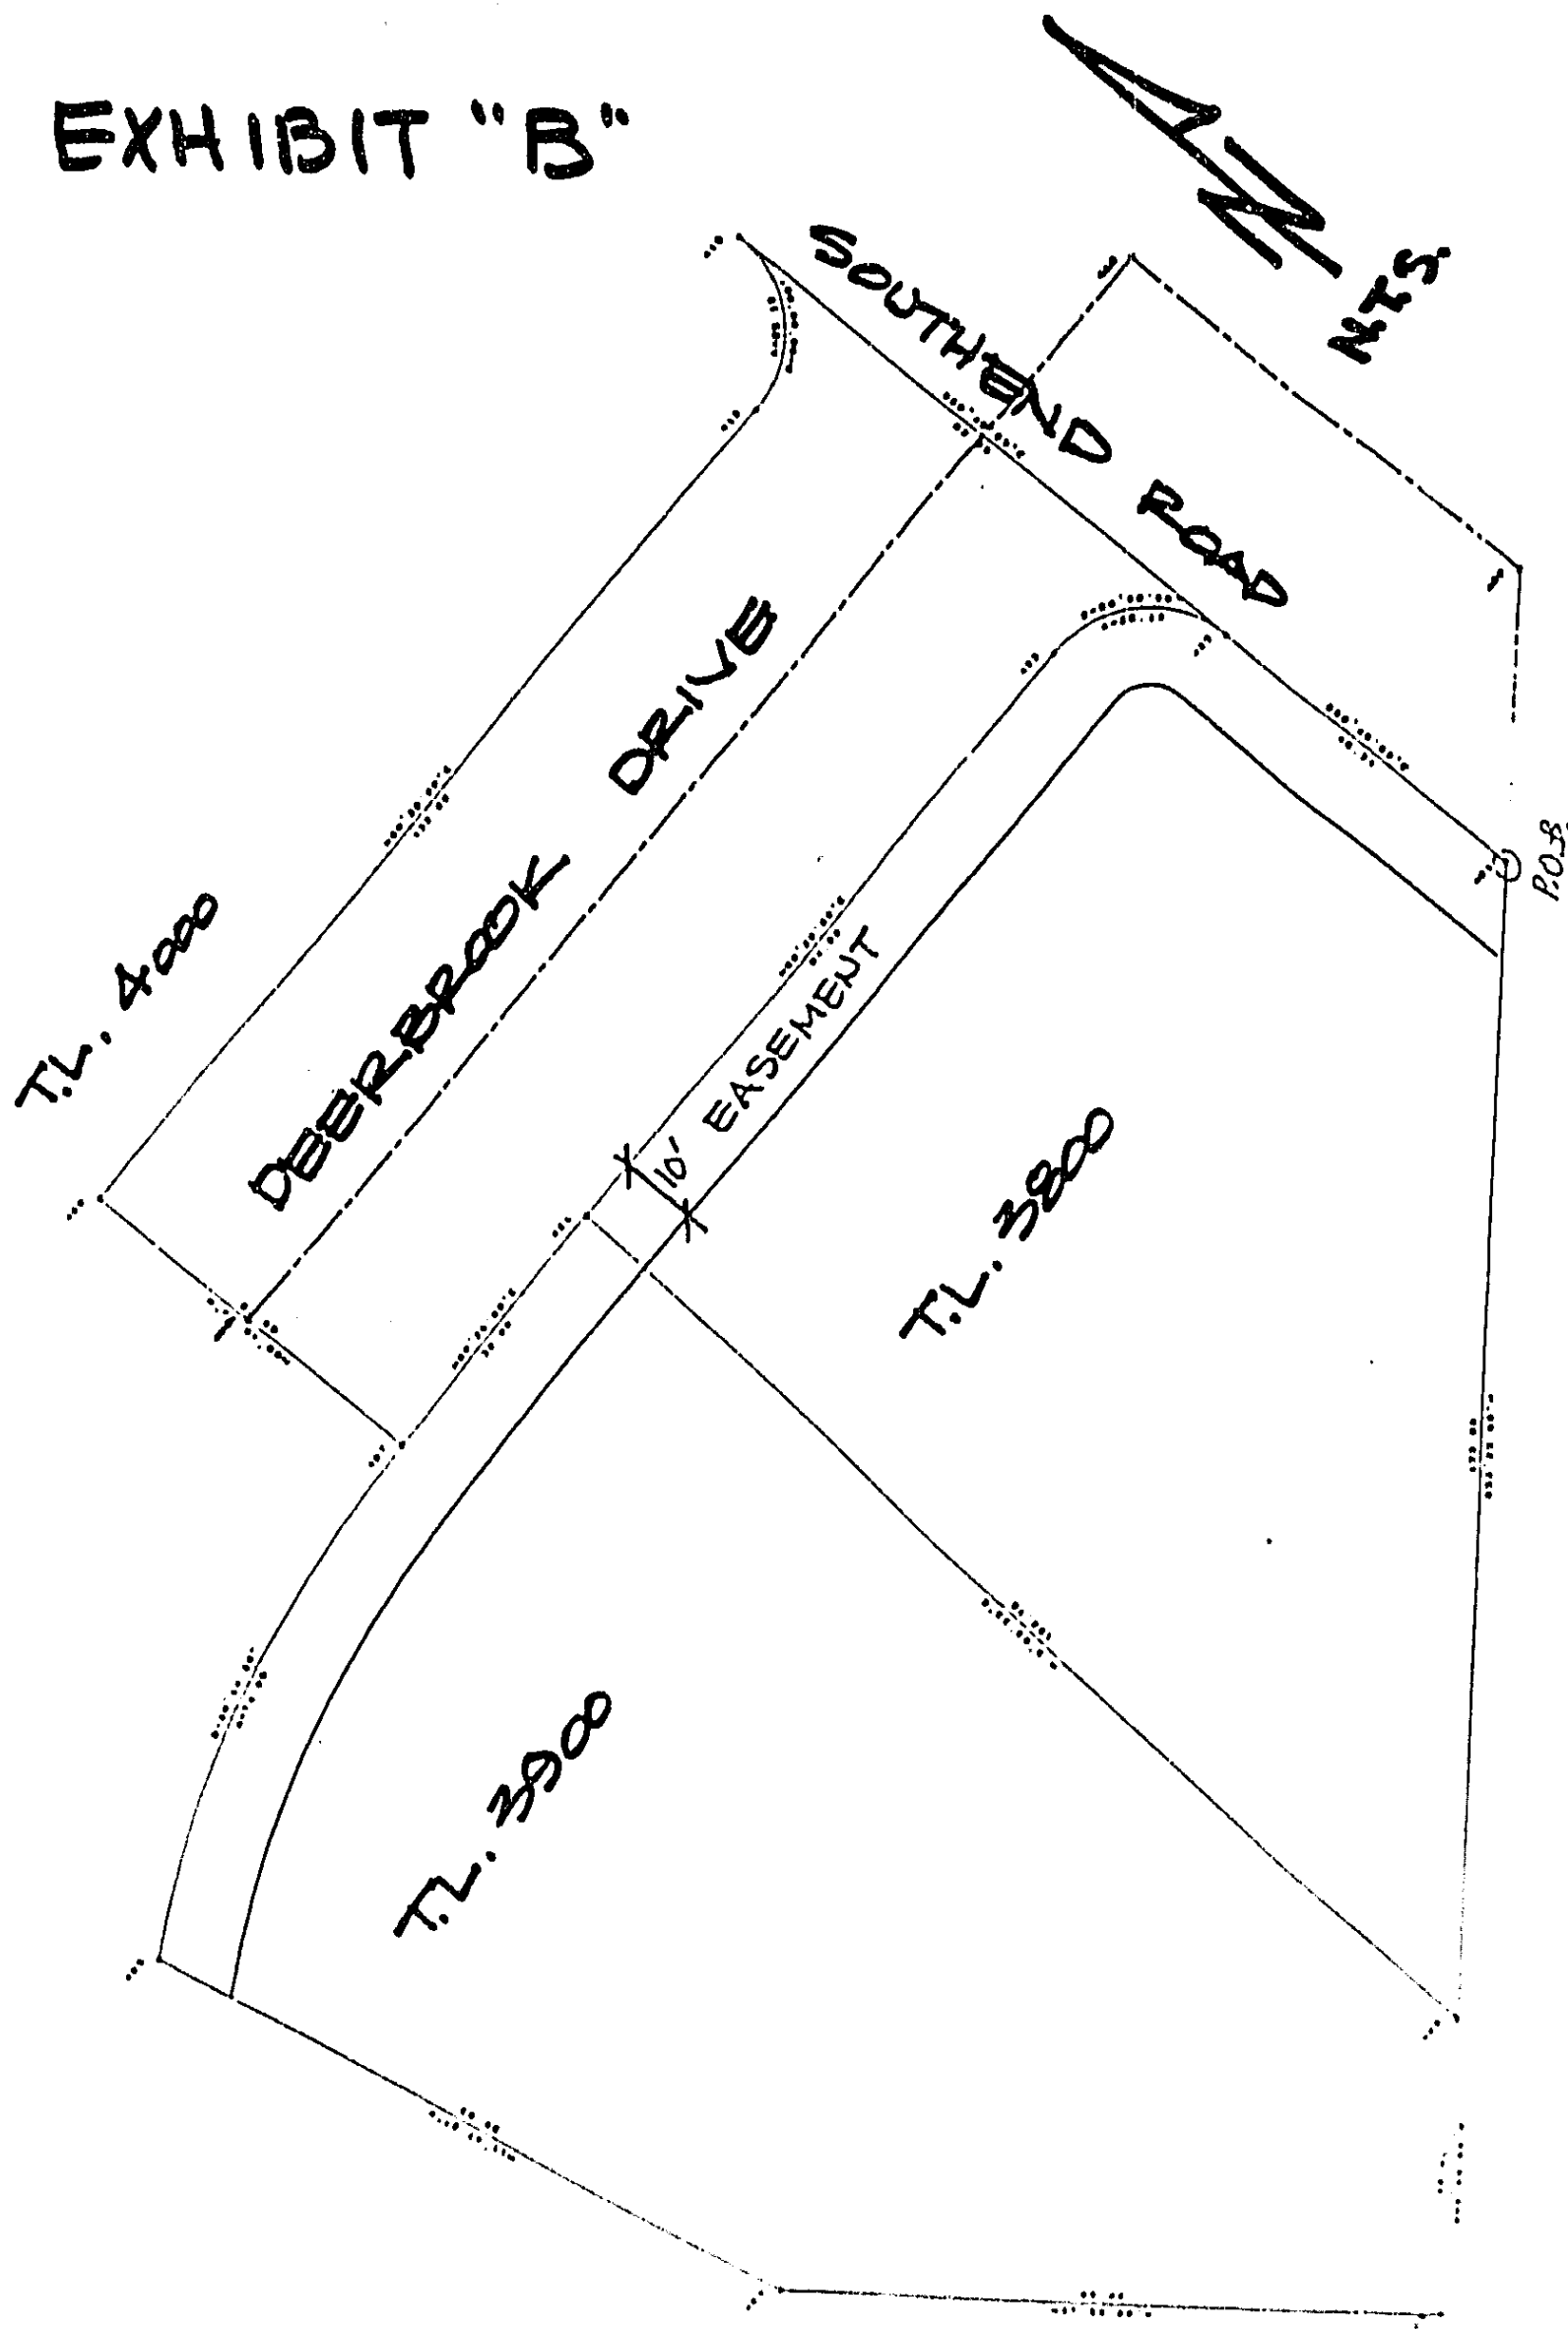 EXHIBIT "B"
N
N.T.S.
SOUTHEND ROAD
DEERBROOK DRIVE
T.L. 4000
10' EASEMENT
P.O.B.
T.L. 3800
T.L. 3900